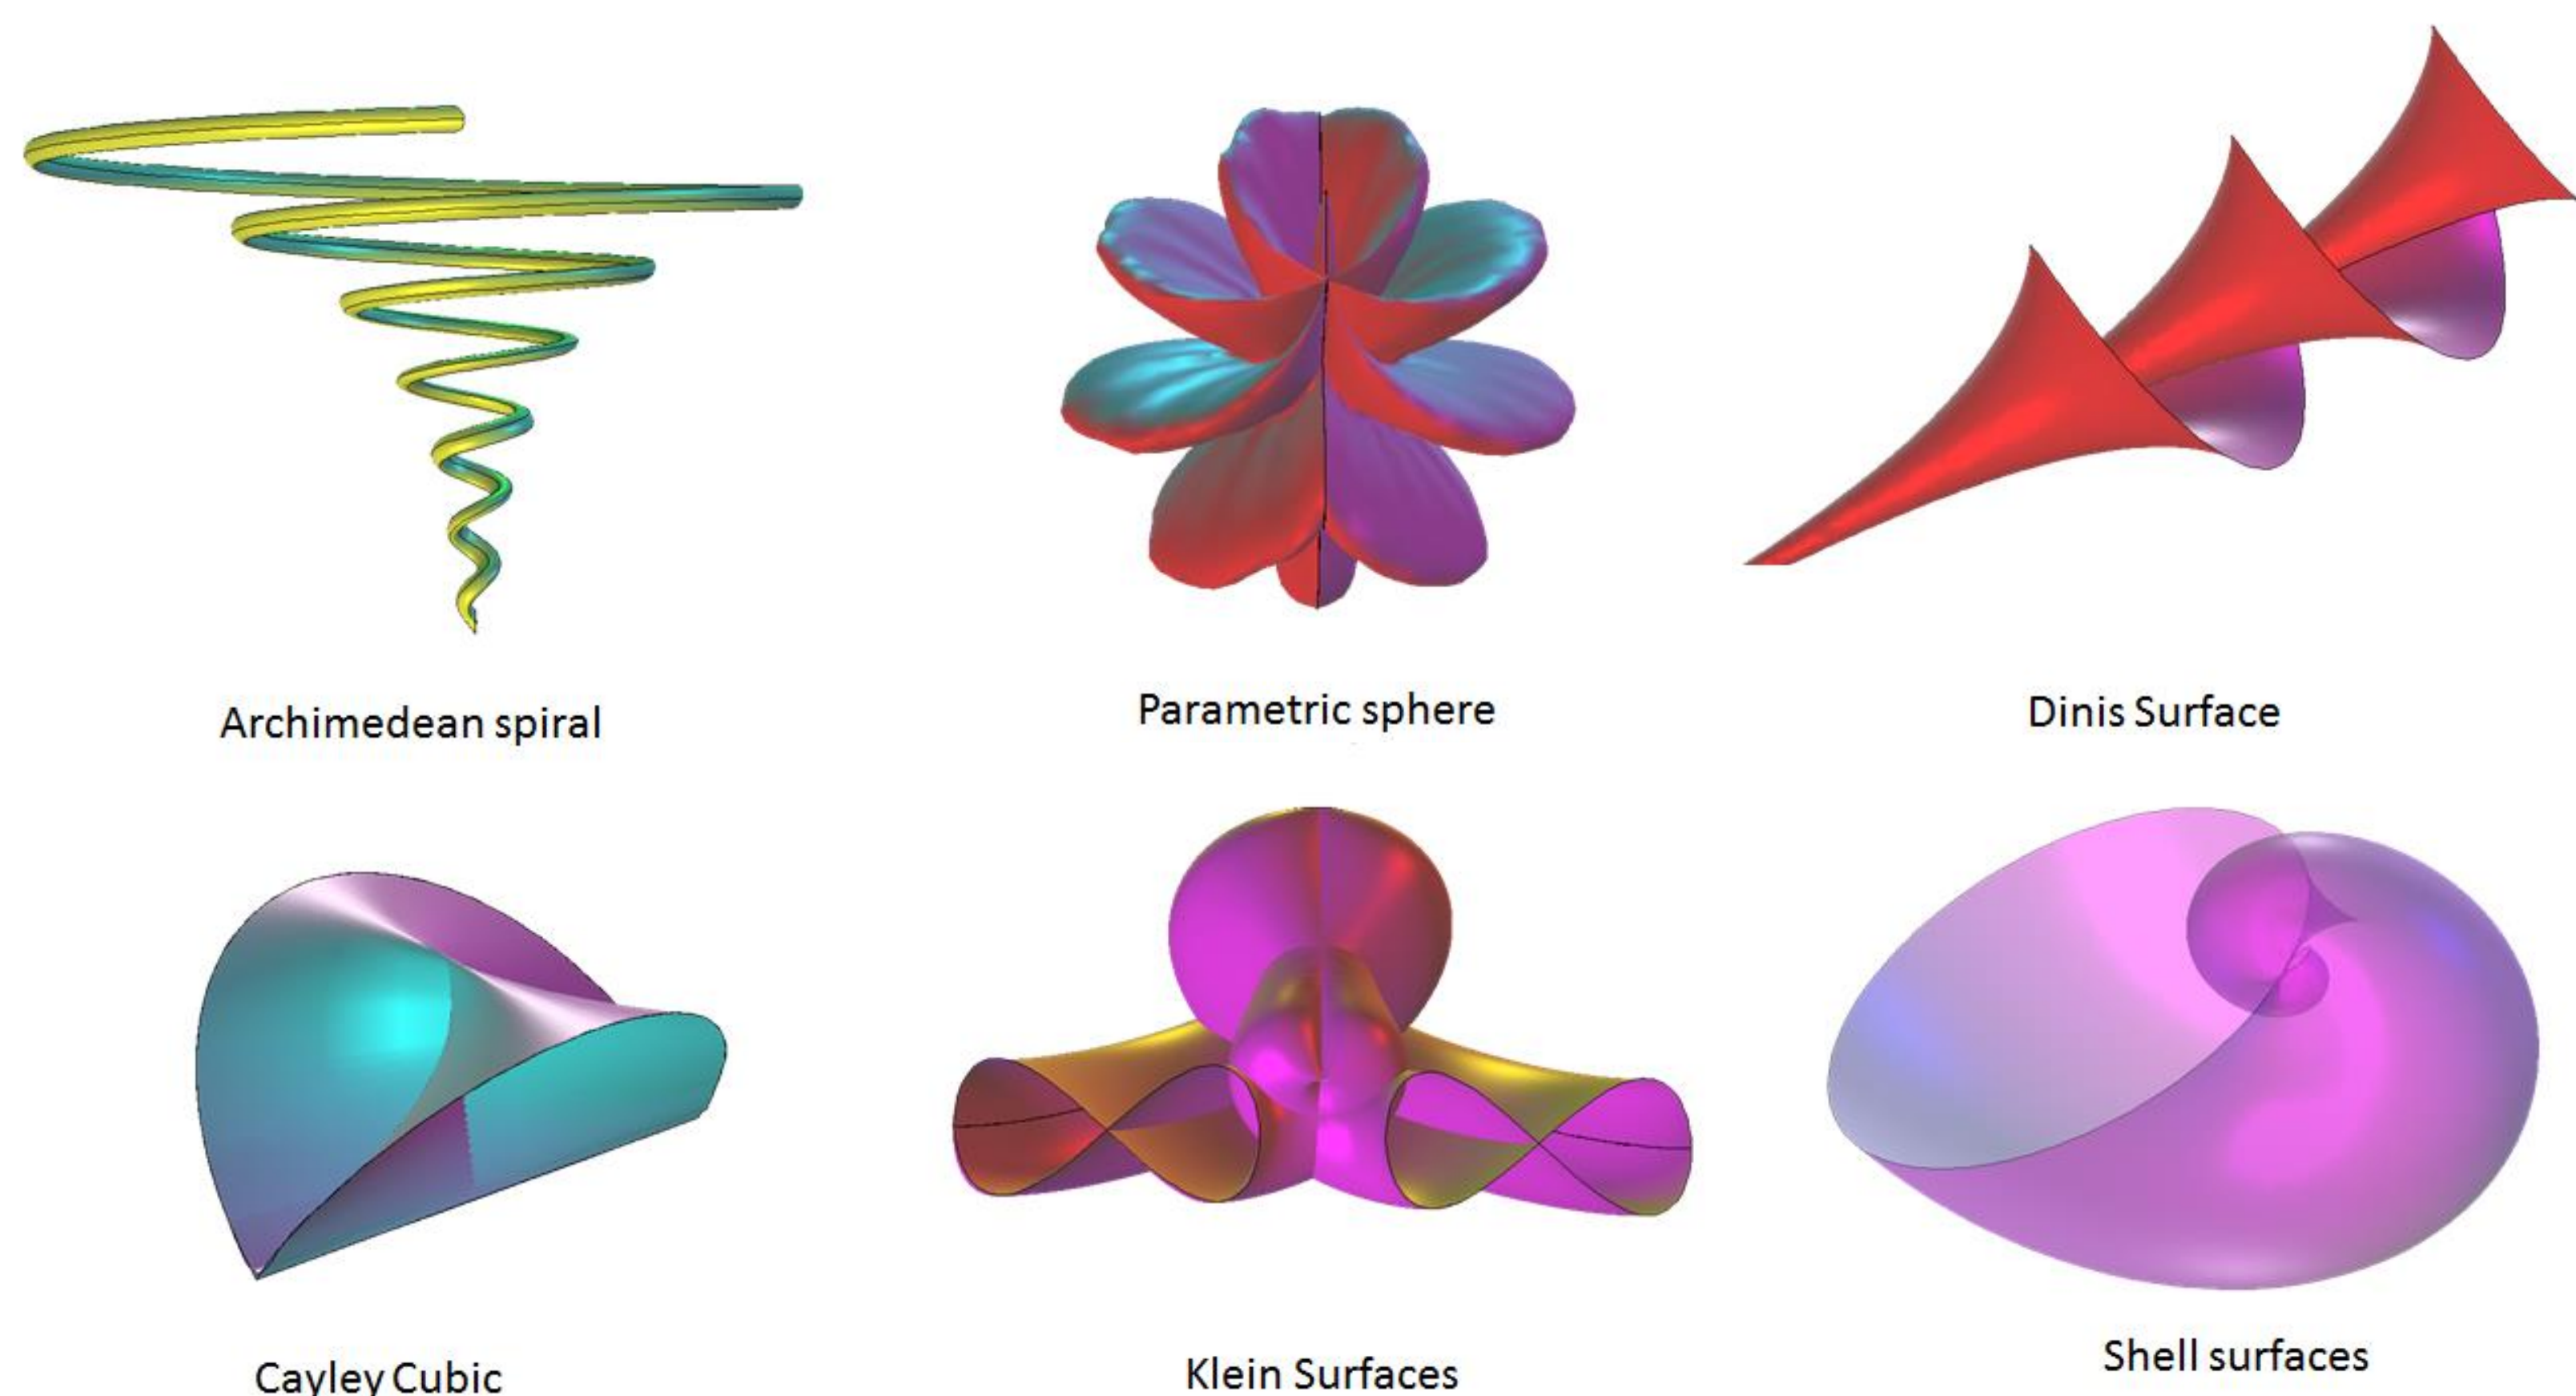 Archimedean spiral
Parametric sphere
Dinis Surface
Cayley Cubic
Klein Surfaces
Shell surfaces